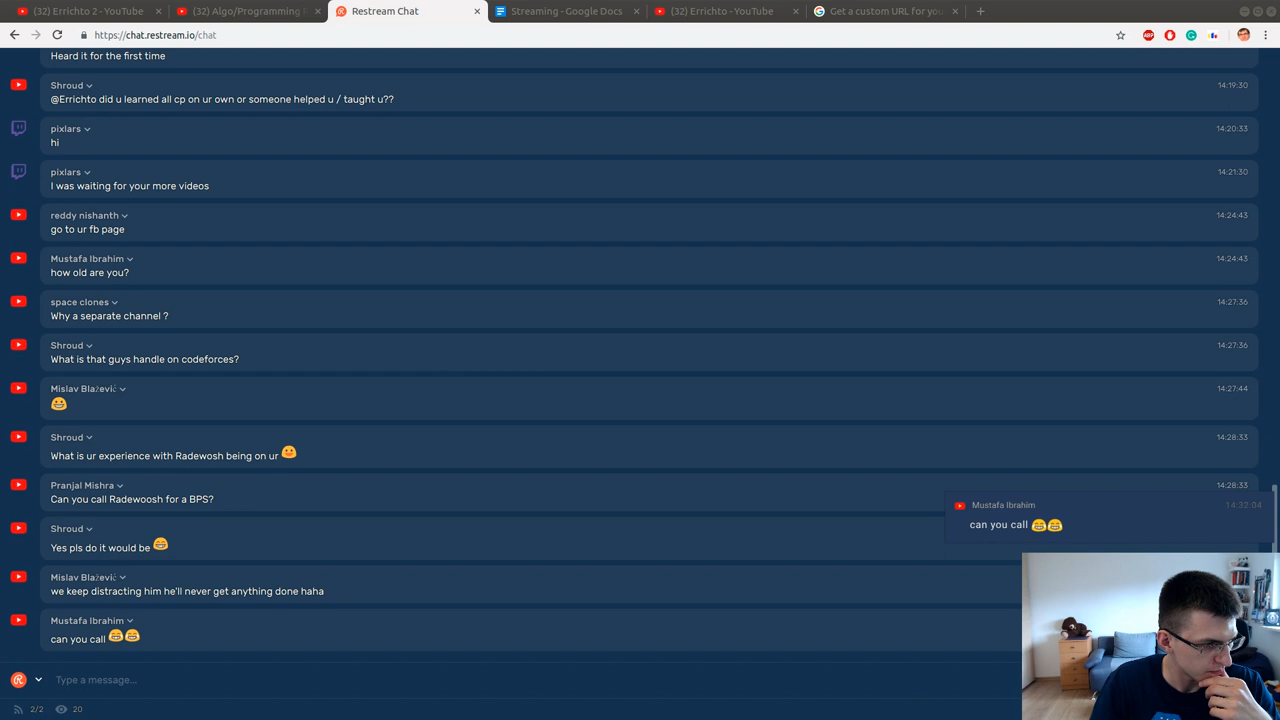 (32) Errichto 2 - YouTube
(32) Algo/Programming
Restream Chat
Streaming - Google Docs
(32) Errichto - YouTube
Get a custom URL for you
https://chat.restream.io/chat
ABP
Heard it for the first time
Shroud
14:19:30
@Errichto did u learned all cp on ur own or someone helped u / taught u??
pixlars
14:20:33
hi
pixlars
14:21:30
I was waiting for your more videos
reddy nishanth
14:24:43
go to ur fb page
Mustafa Ibrahim
14:24:43
how old are you?
space clones
14:27:36
Why a separate channel ?
Shroud
14:27:36
What is that guys handle on codeforces?
Mislav Blažević
14:27:44
Shroud
14:28:33
What is ur experience with Radewosh being on ur
Pranjal Mishra
14:28:33
Can you call Radewoosh for a BPS?
Mustafa Ibrahim
14:32:04
can you call
Shroud
Yes pls do it would be
Mislav Blažević
we keep distracting him he'll never get anything done haha
Mustafa Ibrahim
can you call
Type a message...
2/2
20